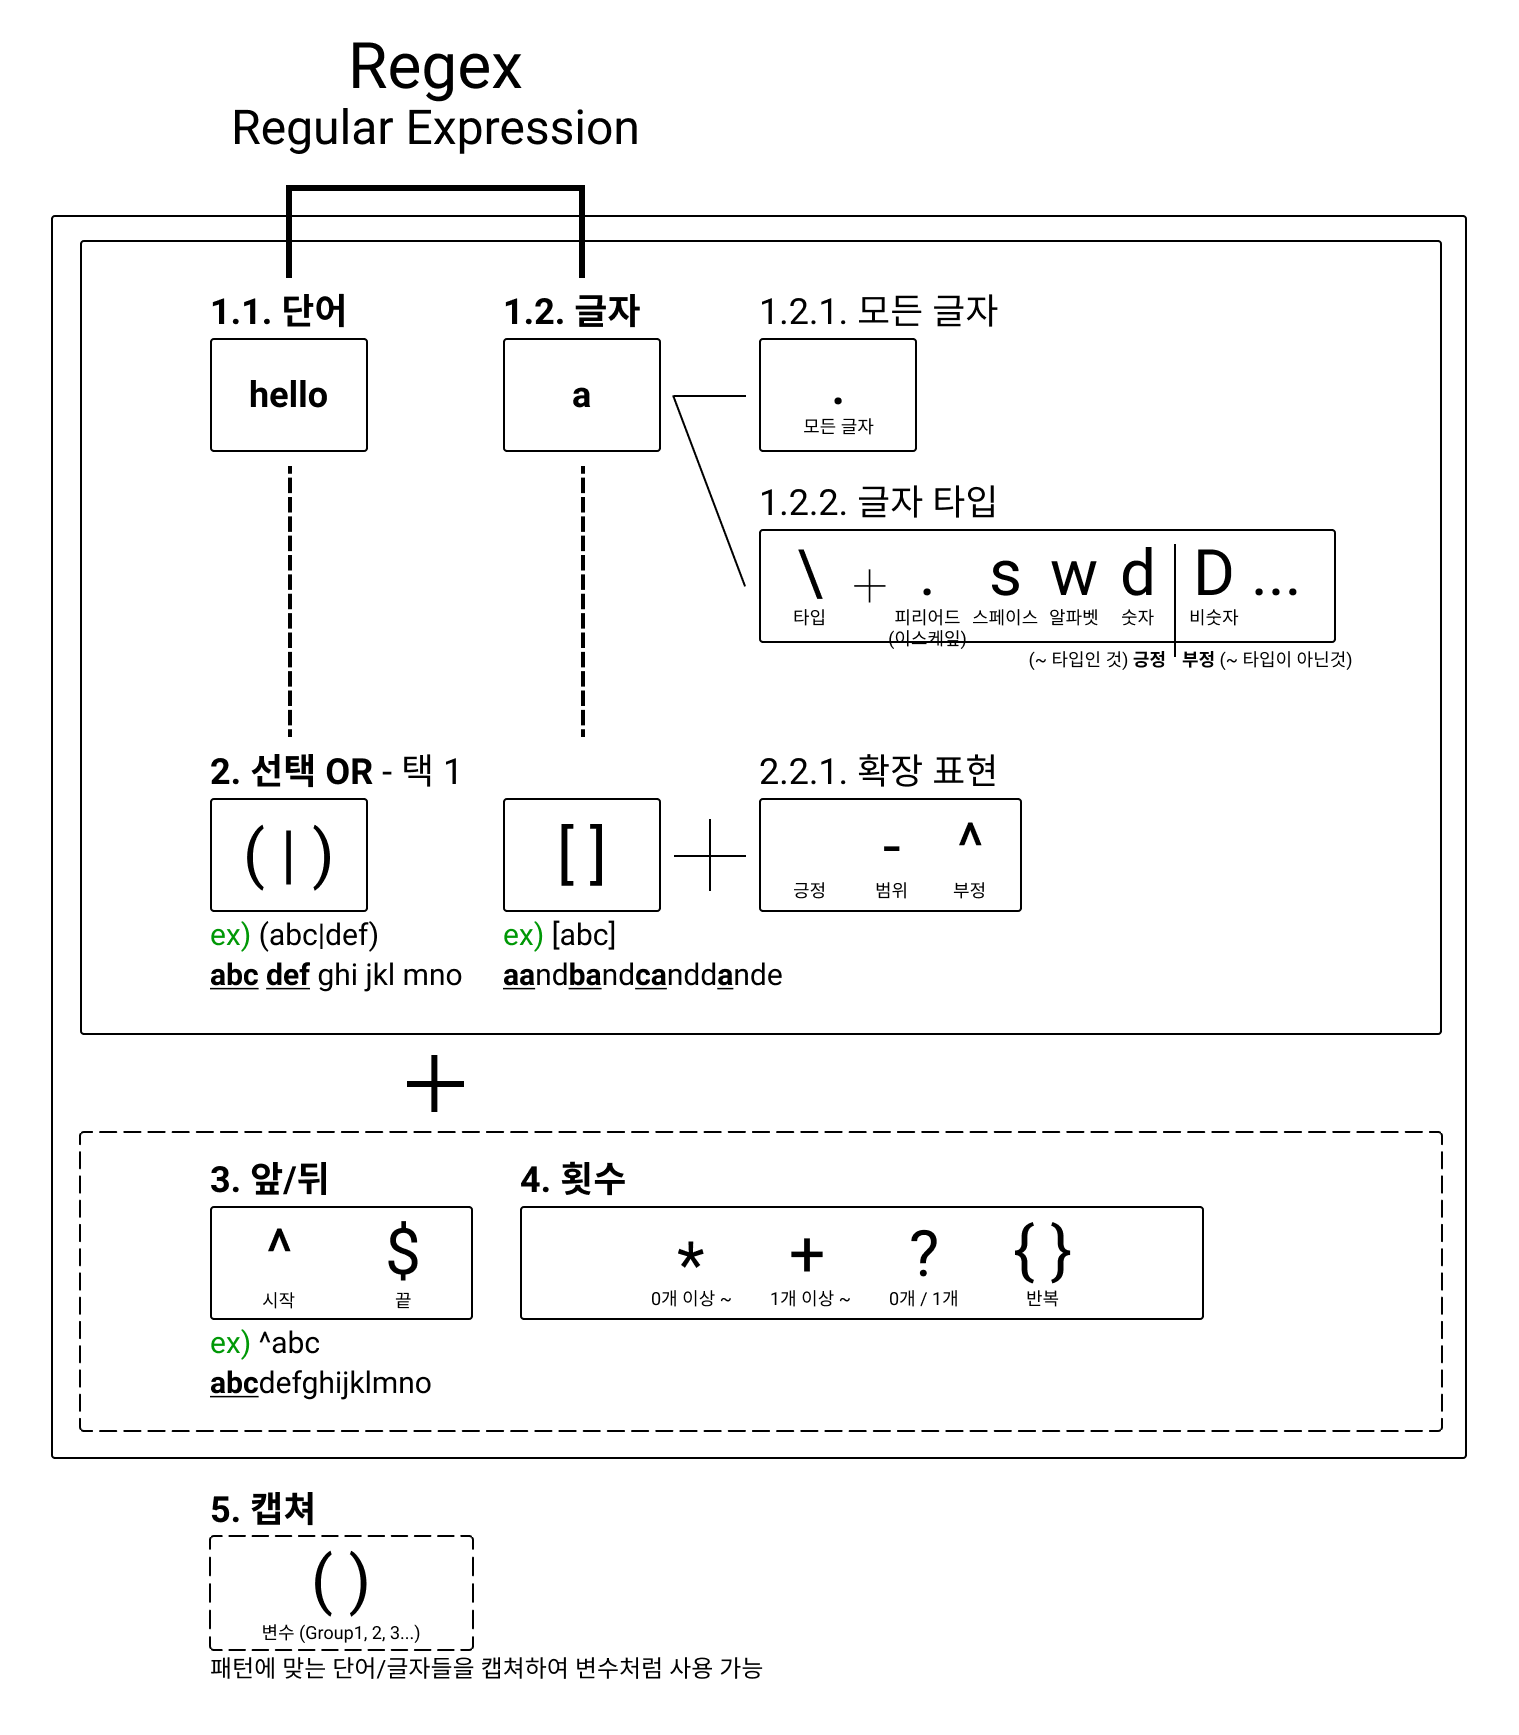 Regex
Regular Expression
1.1. 단어
hello
1.2. 글자
a
1.2.1. 모든 글자
.
모든 글자
1.2.2. 글자 타입
\ + . s w d D ...
타입 피리어드 스페이스 알파벳 숫자 비숫자
(이스케잎)
(~ 타입인 것) 긍정 부정 (~ 타입이 아닌것)
2. 선택 OR - 택 1
( | )
ex) (abc|def)
abc def ghi jkl mno
[ ]
ex) [abc]
aandbandcanddande
+
2.2.1. 확장 표현
- ^
긍정 범위 부정
+
3. 앞/뒤
^ $
시작 끝
ex) ^abc
abcdefghijklmno
4. 횟수
* + ? { }
0개 이상 ~ 1개 이상 ~ 0개 / 1개 반복
5. 캡쳐
( )
변수 (Group1, 2, 3...)
패턴에 맞는 단어/글자들을 캡쳐하여 변수처럼 사용 가능